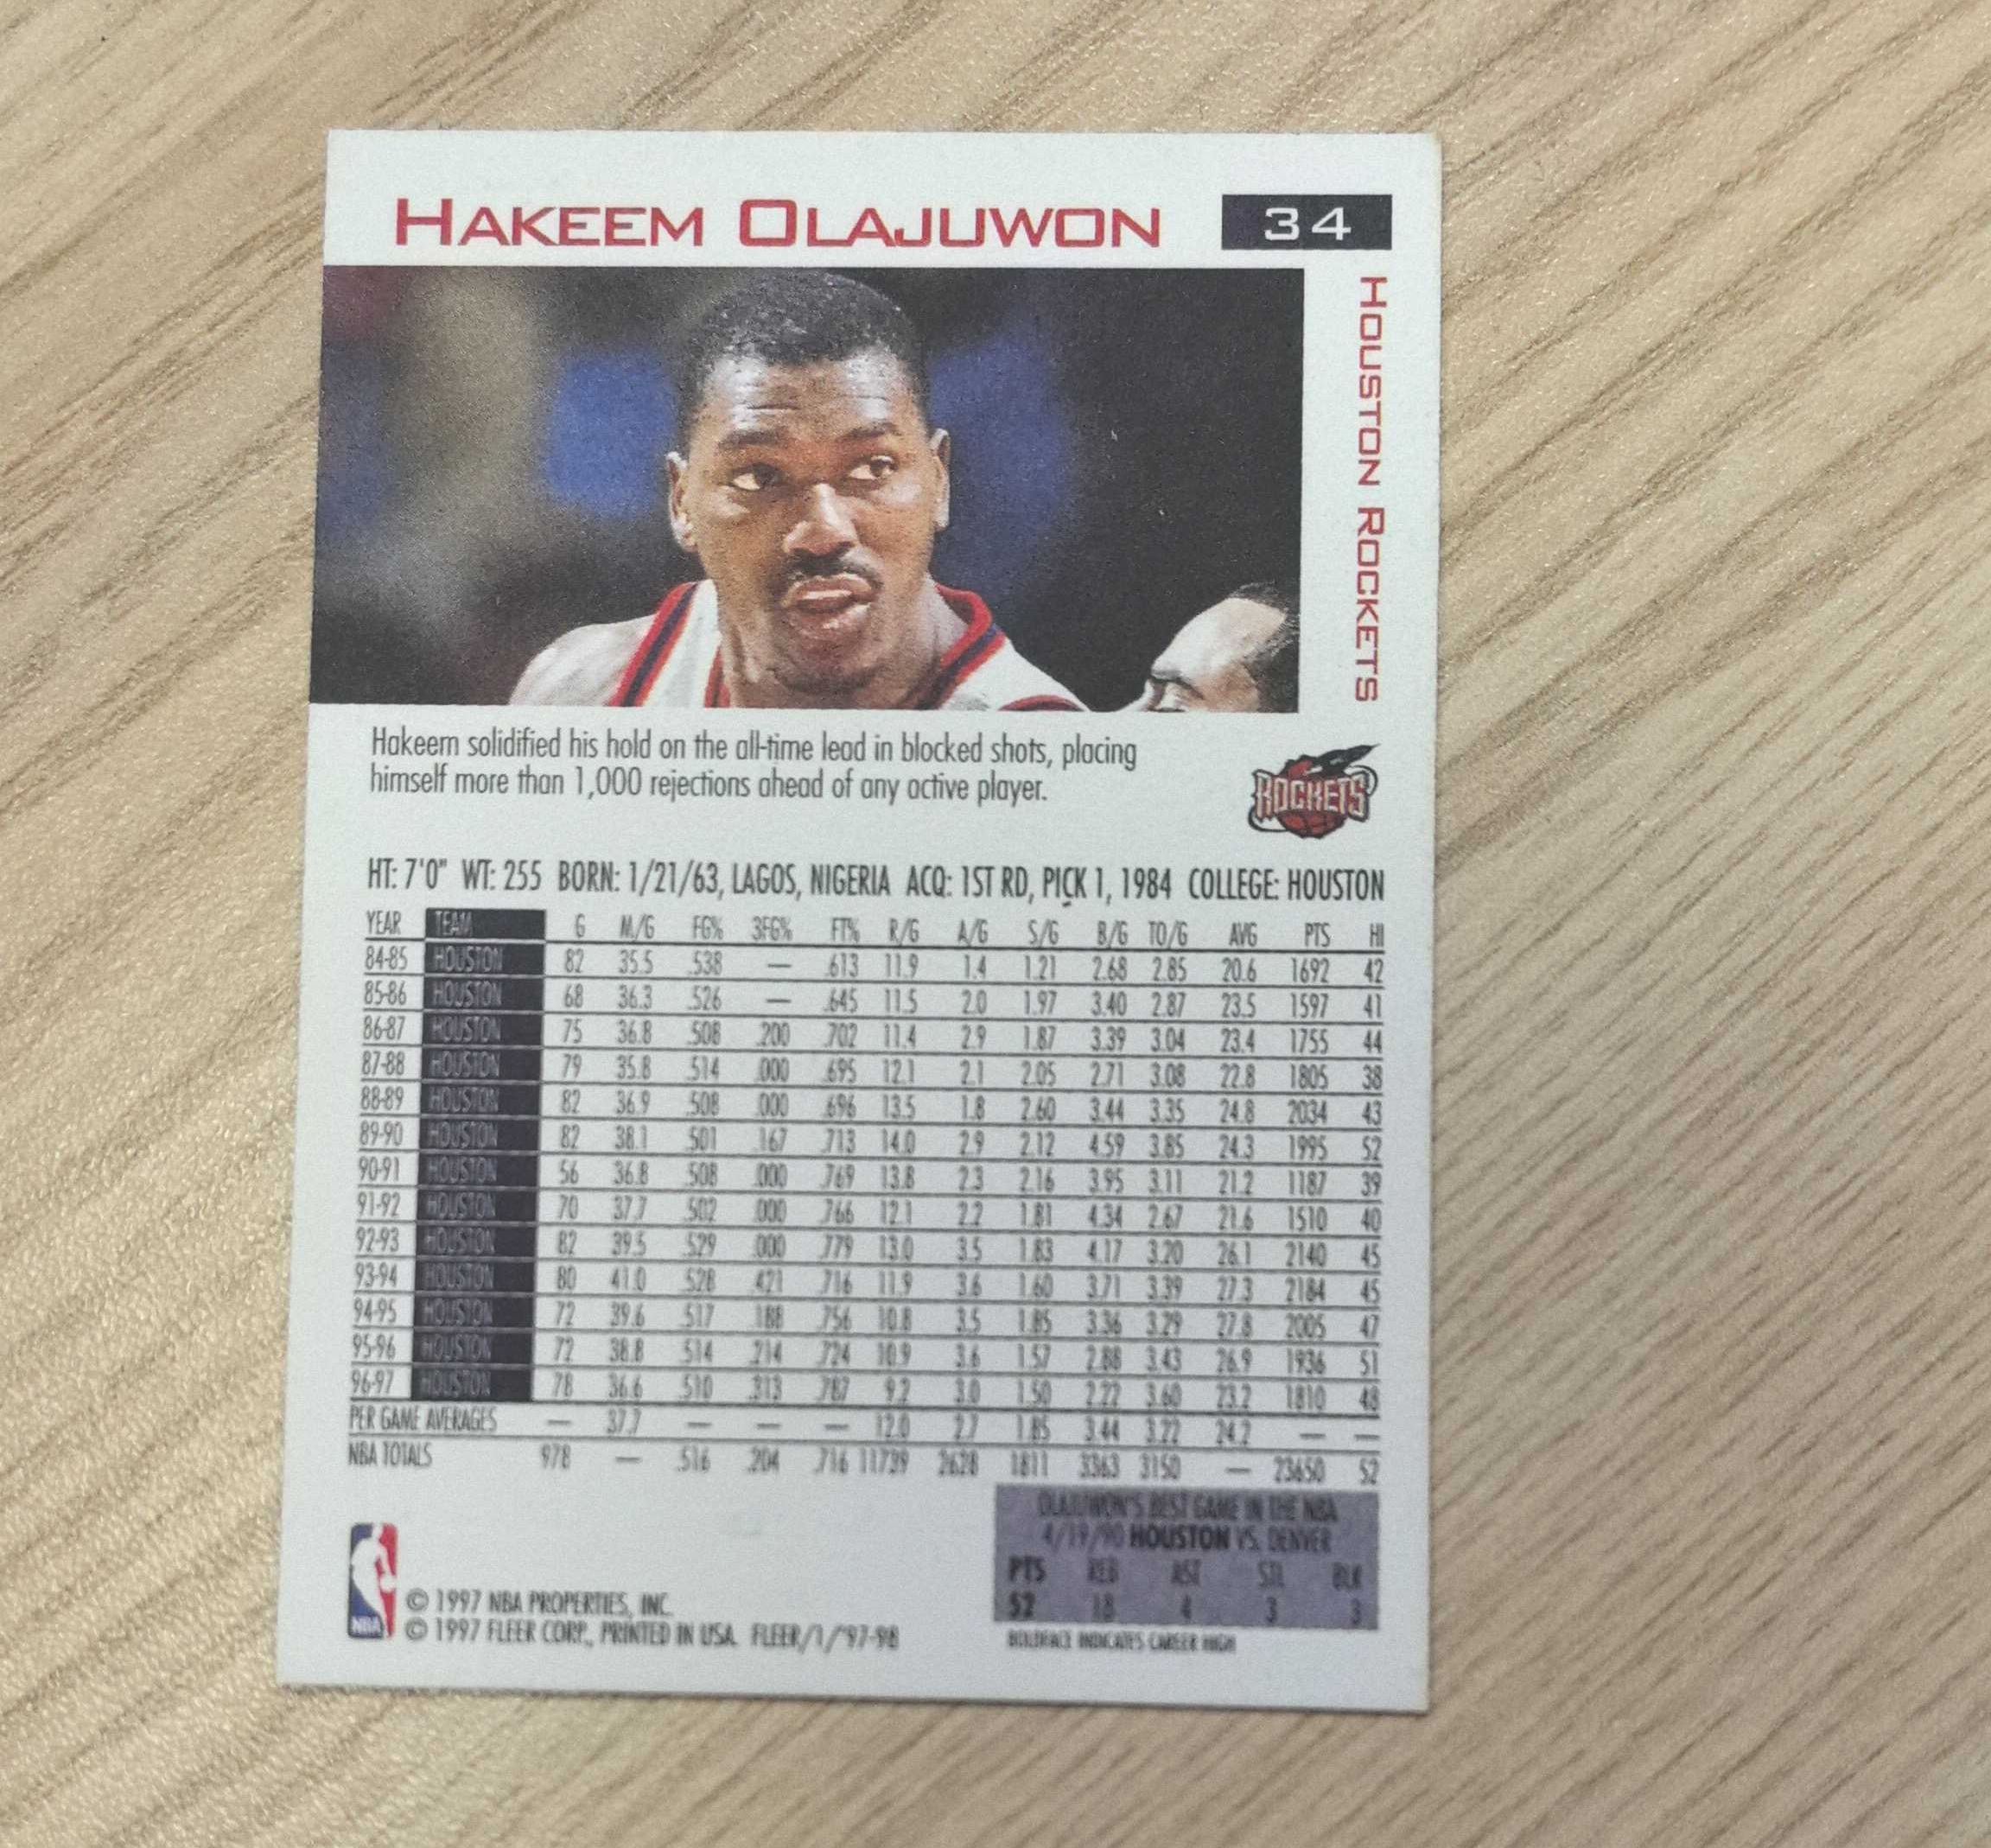 HAKEEM OLAJUWON 34
HOUSTON ROCKETS
Hakeem solidified his hold on the all-time lead in blocked shots, placing
himself more than 1,000 rejections ahead of any active player.
ROCKETS
HT: 7'0" WT: 255 BORN: 1/21/63, LAGOS, NIGERIA ACQ: 1ST RD, PICK 1, 1984 COLLEGE: HOUSTON
YEAR TEAM G M/G FG% 3FG% FT% R/G A/G S/G B/G TO/G AVG PTS HI
84-85 HOUSTON 82 35.5 .538 — .613 11.9 1.4 1.21 2.68 2.85 20.6 1692 42
85-86 HOUSTON 68 36.3 .526 — .645 11.5 2.0 1.97 3.40 2.87 23.5 1597 41
86-87 HOUSTON 75 36.8 .508 .200 .702 11.4 2.9 1.87 3.39 3.04 23.4 1755 44
87-88 HOUSTON 79 35.8 .514 .000 .695 12.1 2.1 2.05 2.71 3.08 22.8 1805 38
88-89 HOUSTON 82 36.9 .508 .000 .696 13.5 1.8 2.60 3.44 3.35 24.8 2034 43
89-90 HOUSTON 82 38.1 .501 .167 .713 14.0 2.9 2.12 4.59 3.85 24.3 1995 52
90-91 HOUSTON 56 36.8 .508 .000 .769 13.8 2.3 2.16 3.95 3.11 21.2 1187 39
91-92 HOUSTON 70 37.7 .502 .000 .766 12.1 2.2 1.81 4.34 2.67 21.6 1510 40
92-93 HOUSTON 82 39.5 .529 .000 .779 13.0 3.5 1.83 4.17 3.20 26.1 2140 45
93-94 HOUSTON 80 41.0 .528 .421 .716 11.9 3.6 1.60 3.71 3.39 27.3 2184 45
94-95 HOUSTON 72 39.6 .517 .188 .756 10.8 3.5 1.85 3.36 3.29 27.8 2005 47
95-96 HOUSTON 72 38.8 .514 .214 .724 10.9 3.6 1.57 2.88 3.43 26.9 1936 51
96-97 HOUSTON 78 36.6 .510 .313 .787 9.2 3.0 1.50 2.22 3.60 23.2 1810 48
PER GAME AVERAGES — 37.7 — — — 12.0 2.7 1.85 3.44 3.22 24.2 — —
NBA TOTALS 978 — .516 .204 .716 11739 2628 1811 3363 3150 — 23650 52
OLAJUWON'S BEST GAME IN THE NBA
4/19/90 HOUSTON VS. DENVER
PTS REB AST STL BLK
52 18 4 3 3
BOLDFACE INDICATES CAREER HIGH
NBA
© 1997 NBA PROPERTIES, INC.
© 1997 FLEER CORP., PRINTED IN USA. FLEER/1/'97-98